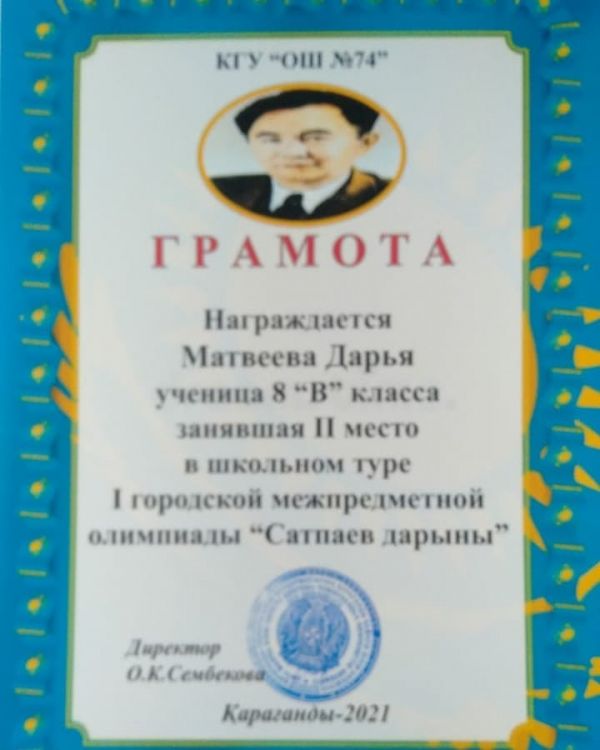 КГУ “ОШ №74”
ГРАМОТА
Награждается
Матвеева Дарья
ученица 8 “В” класса
занявшая II место
в школьном туре
I городской межпредметной
олимпиады “Сатпаев дарыны”
Директор
О.К.Сембекова
Караганды-2021